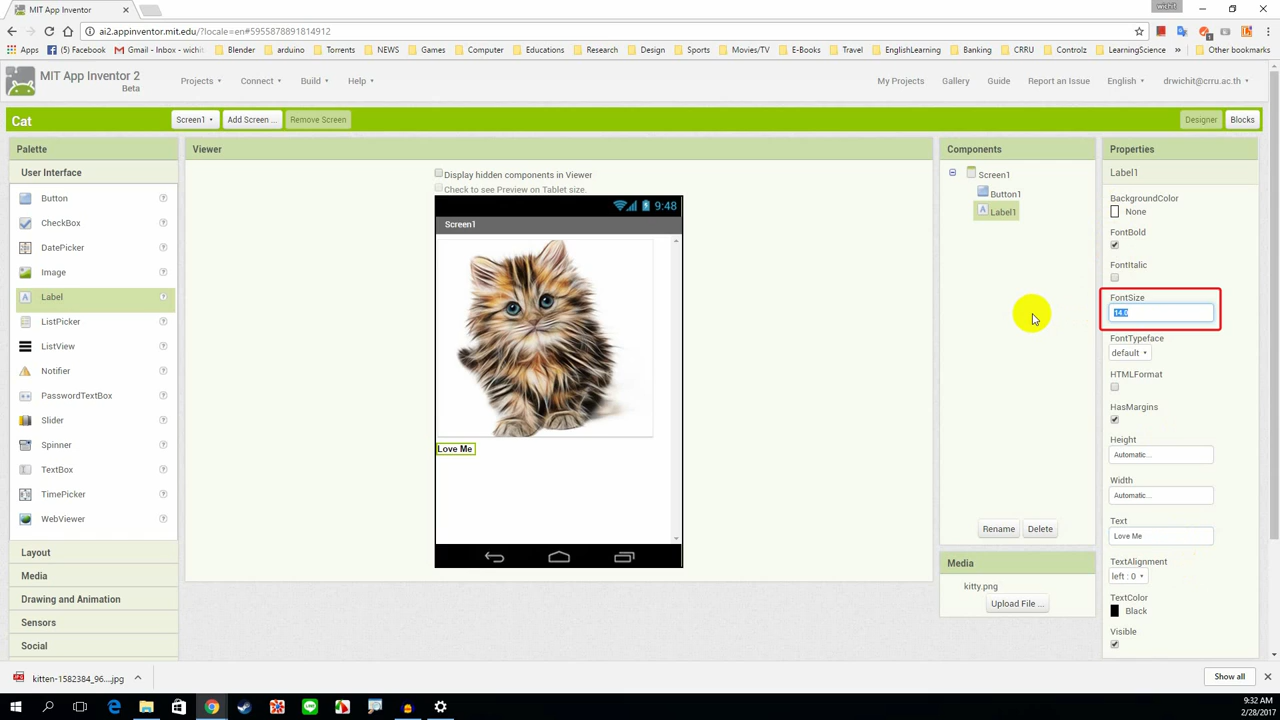 wichit
MIT App Inventor
ai2.appinventor.mit.edu/?locale=en#5955878891814912
Apps (5) Facebook Gmail - Inbox - wichit Blender arduino Torrents NEWS Games Computer Educations Research Design Sports Movies/TV E-Books Travel EnglishLearning Banking CRRU Controlz LearningScience » Other bookmarks
MIT App Inventor 2
Beta
Projects Connect Build Help My Projects Gallery Guide Report an Issue English drwichit@crru.ac.th
Cat Screen1 Add Screen ... Remove Screen Designer Blocks
Palette
User Interface
Button
CheckBox
DatePicker
Image
Label
ListPicker
ListView
Notifier
PasswordTextBox
Slider
Spinner
TextBox
TimePicker
WebViewer
Layout
Media
Drawing and Animation
Sensors
Social
Viewer
Display hidden components in Viewer
Check to see Preview on Tablet size.
9:48
Screen1
Love Me
Components
Screen1
Button1
Label1
Rename Delete
Media
kitty.png
Upload File ...
Properties
Label1
BackgroundColor
None
FontBold
FontItalic
FontSize
14.0
FontTypeface
default
HTMLFormat
HasMargins
Height
Automatic...
Width
Automatic...
Text
Love Me
TextAlignment
left : 0
TextColor
Black
Visible
kitten-1582384_96....jpg
Show all
9:32 AM
2/28/2017